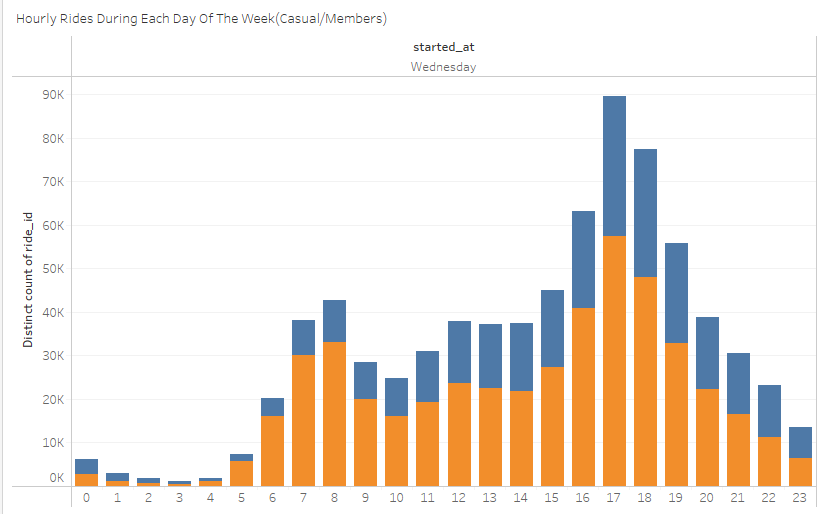 Hourly Rides During Each Day Of The Week(Casual/Members)
started_at
Wednesday
Distinct count of ride_id
90K
80K
70K
60K
50K
40K
30K
20K
10K
0K
0 1 2 3 4 5 6 7 8 9 10 11 12 13 14 15 16 17 18 19 20 21 22 23